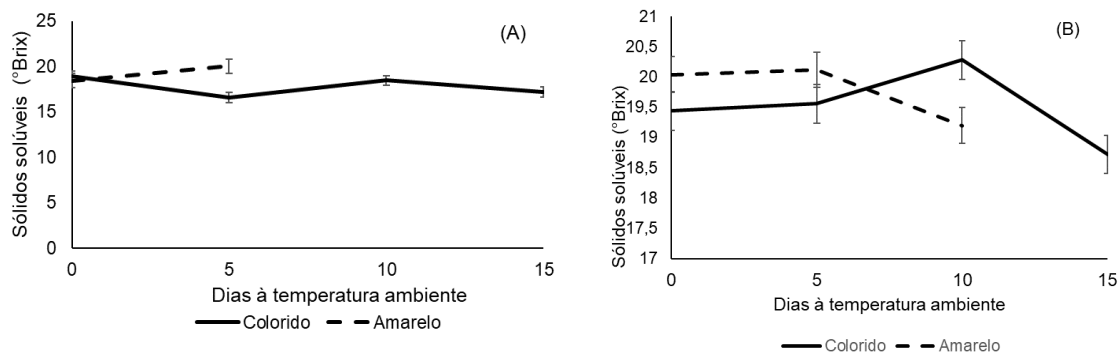 (A)
Sólidos solúveis (°Brix)
25
20
15
10
5
0
0 5 10 15
Dias à temperatura ambiente
Colorido Amarelo
(B)
Sólidos solúveis (°Brix)
21
20,5
20
19,5
19
18,5
18
17,5
17
0 5 10 15
Dias à temperatura ambiente
Colorido Amarelo